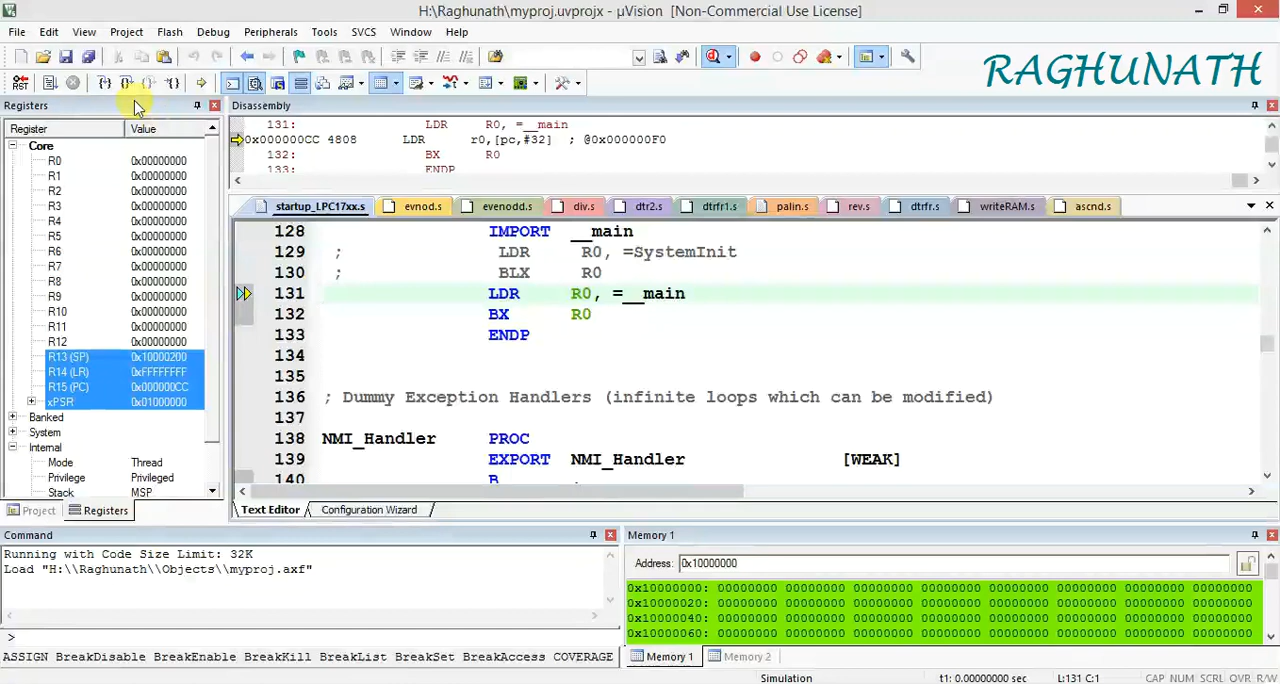 H:\Raghunath\myproj.uvprojx - µVision [Non-Commercial Use License]
File Edit View Project Flash Debug Peripherals Tools SVCS Window Help
RAGHUNATH
RST
Registers
Register Value
Core
R0 0x00000000
R1 0x00000000
R2 0x00000000
R3 0x00000000
R4 0x00000000
R5 0x00000000
R6 0x00000000
R7 0x00000000
R8 0x00000000
R9 0x00000000
R10 0x00000000
R11 0x00000000
R12 0x00000000
R13 (SP) 0x10000200
R14 (LR) 0xFFFFFFFF
R15 (PC) 0x000000CC
xPSR 0x01000000
Banked
System
Internal
Mode Thread
Privilege Privileged
Stack MSP
Project Registers
Disassembly
131: LDR R0, =__main
0x000000CC 4808 LDR r0,[pc,#32] ; @0x000000F0
132: BX R0
133: ENDP
startup_LPC17xx.s evnod.s evenodd.s div.s dtr2.s dtrfr1.s palin.s rev.s dtrfr.s writeRAM.s ascnd.s
128 IMPORT __main
129 ; LDR R0, =SystemInit
130 ; BLX R0
131 LDR R0, =__main
132 BX R0
133 ENDP
134
135
136 ; Dummy Exception Handlers (infinite loops which can be modified)
137
138 NMI_Handler PROC
139 EXPORT NMI_Handler [WEAK]
140 B .
Text Editor Configuration Wizard
Command
Running with Code Size Limit: 32K
Load "H:\\Raghunath\\Objects\\myproj.axf"
>
ASSIGN BreakDisable BreakEnable BreakKill BreakList BreakSet BreakAccess COVERAGE
Memory 1
Address: 0x10000000
0x10000000: 00000000 00000000 00000000 00000000 00000000 00000000 00000000 00000000
0x10000020: 00000000 00000000 00000000 00000000 00000000 00000000 00000000 00000000
0x10000040: 00000000 00000000 00000000 00000000 00000000 00000000 00000000 00000000
0x10000060: 00000000 00000000 00000000 00000000 00000000 00000000 00000000 00000000
Memory 1 Memory 2
Simulation t1: 0.00000000 sec L:131 C:1 CAP NUM SCRL OVR R/W